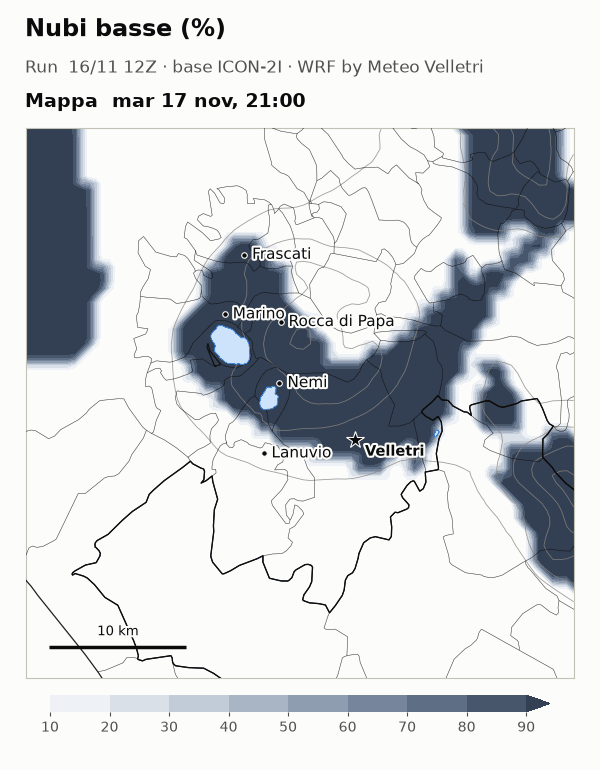 Nubi basse (%)
Run  16/11 12Z · base ICON-2I · WRF by Meteo Velletri
Mappa  mar 17 nov, 21:00
Frascati
Marino
Rocca di Papa
Nemi
Velletri
Lanuvio
10 km
10 20 30 40 50 60 70 80 90